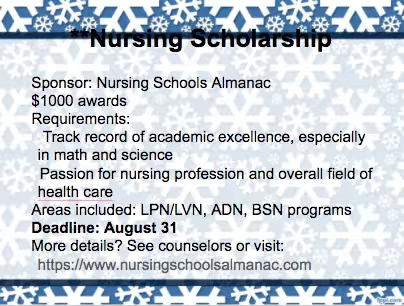 **Nursing Scholarship
Sponsor: Nursing Schools Almanac
$1000 awards
Requirements:
Track record of academic excellence, especially
in math and science
Passion for nursing profession and overall field of
health care
Areas included: LPN/LVN, ADN, BSN programs
Deadline: August 31
More details? See counselors or visit:
https://www.nursingschoolsalmanac.com